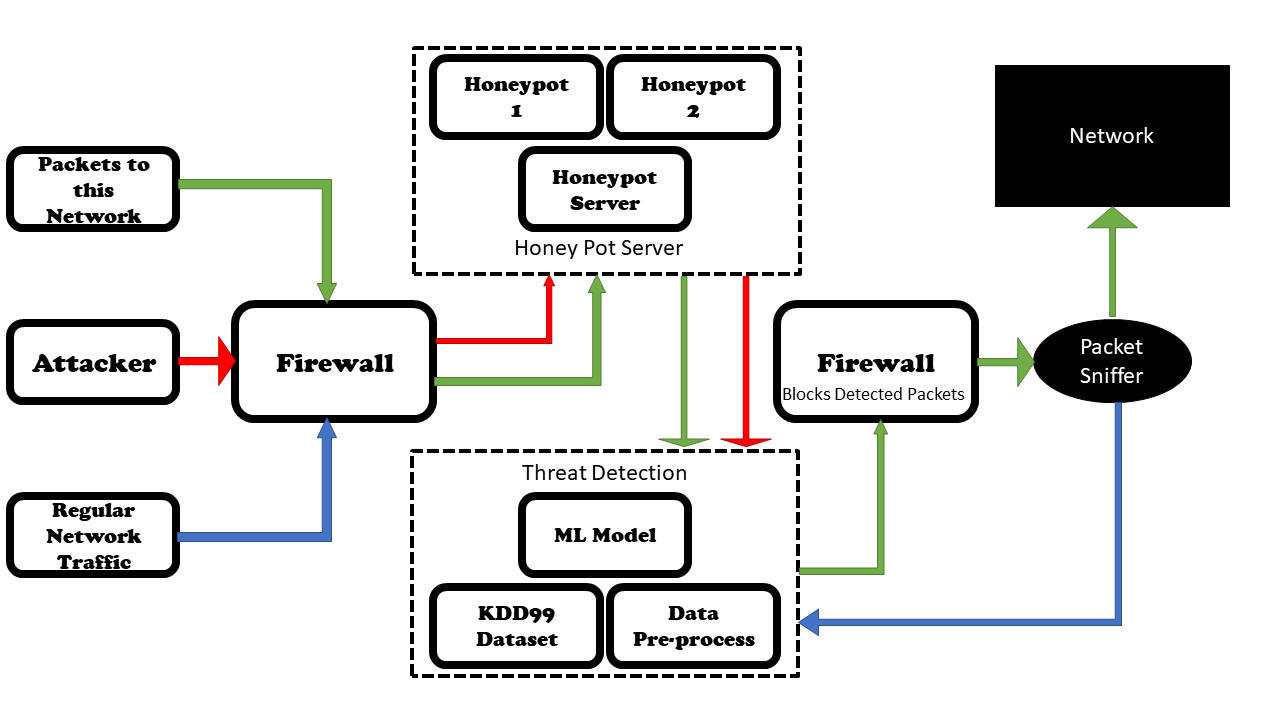 Honeypot
1
Honeypot
2
Honeypot
Server
Honey Pot Server
Network
Packets to
this
Network
Attacker
Firewall
Firewall
Blocks Detected Packets
Packet
Sniffer
Regular
Network
Traffic
Threat Detection
ML Model
KDD99
Dataset
Data
Pre-process